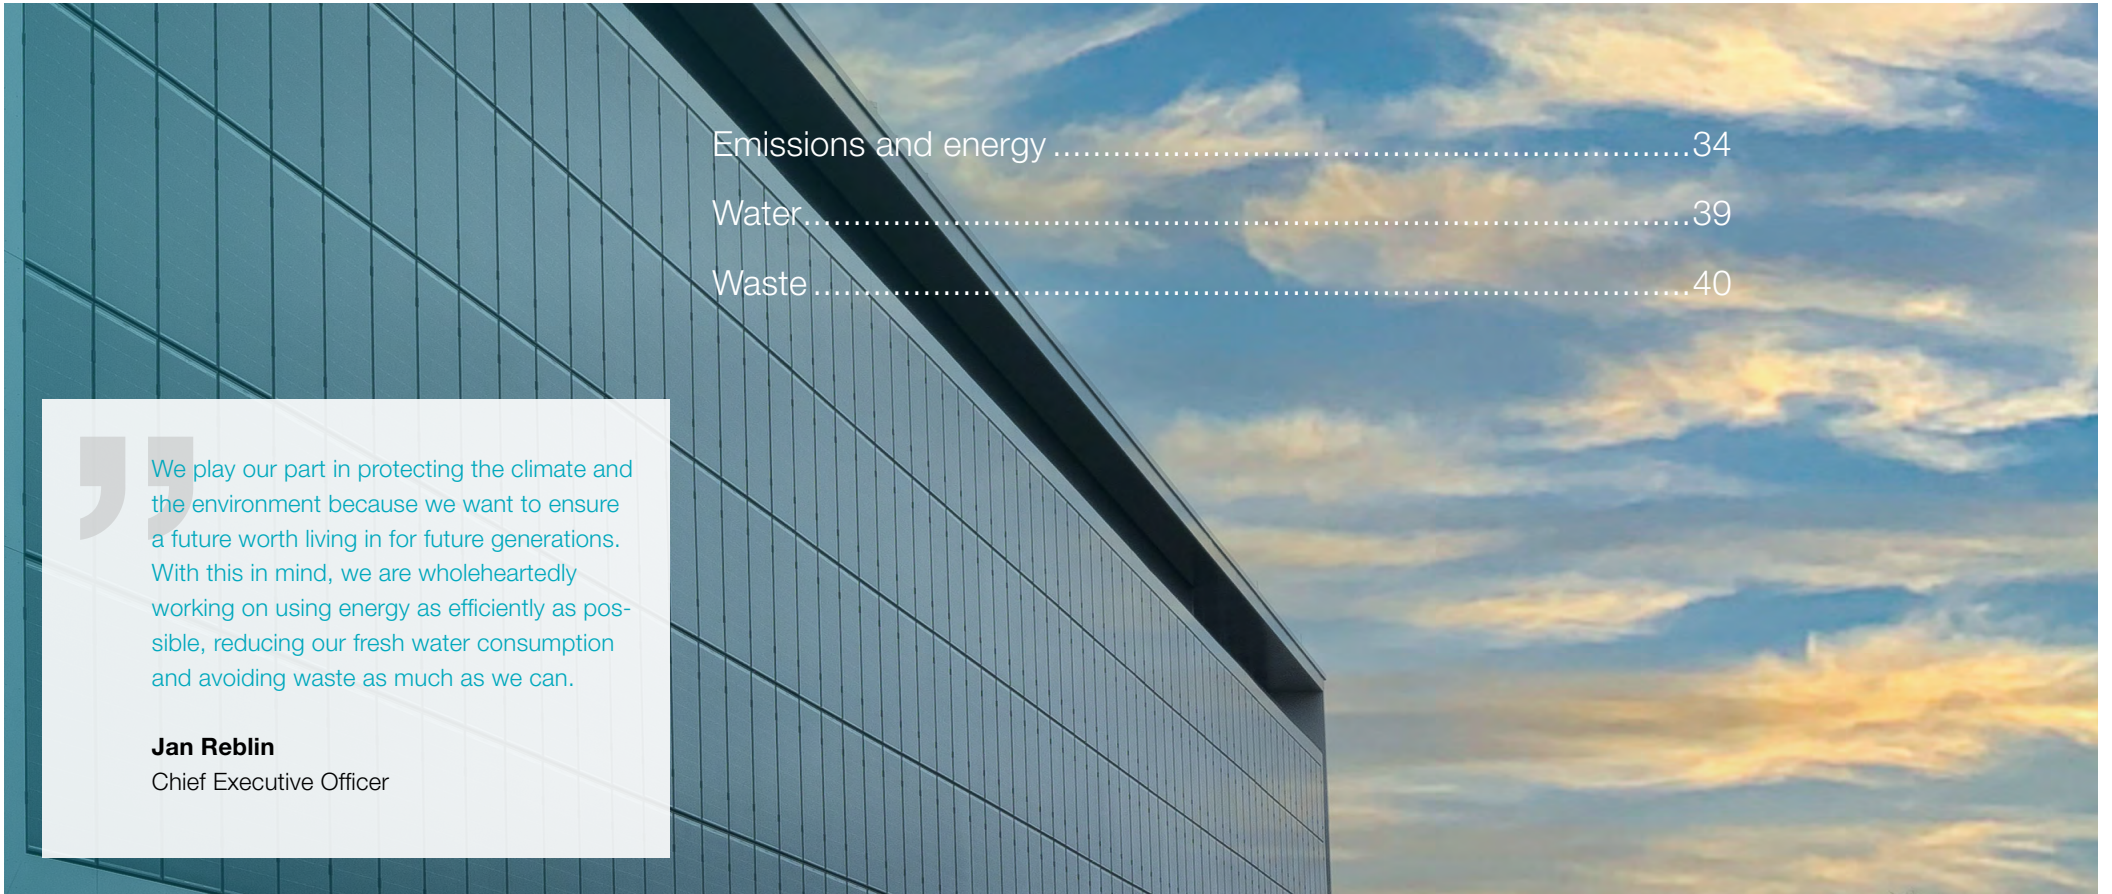 Emissions and energy ................................................................34
Water.........................................................................................39
Waste ........................................................................................40
”
We play our part in protecting the climate and
the environment because we want to ensure
a future worth living in for future generations.
With this in mind, we are wholeheartedly
working on using energy as efficiently as pos-
sible, reducing our fresh water consumption
and avoiding waste as much as we can.
Jan Reblin
Chief Executive Officer